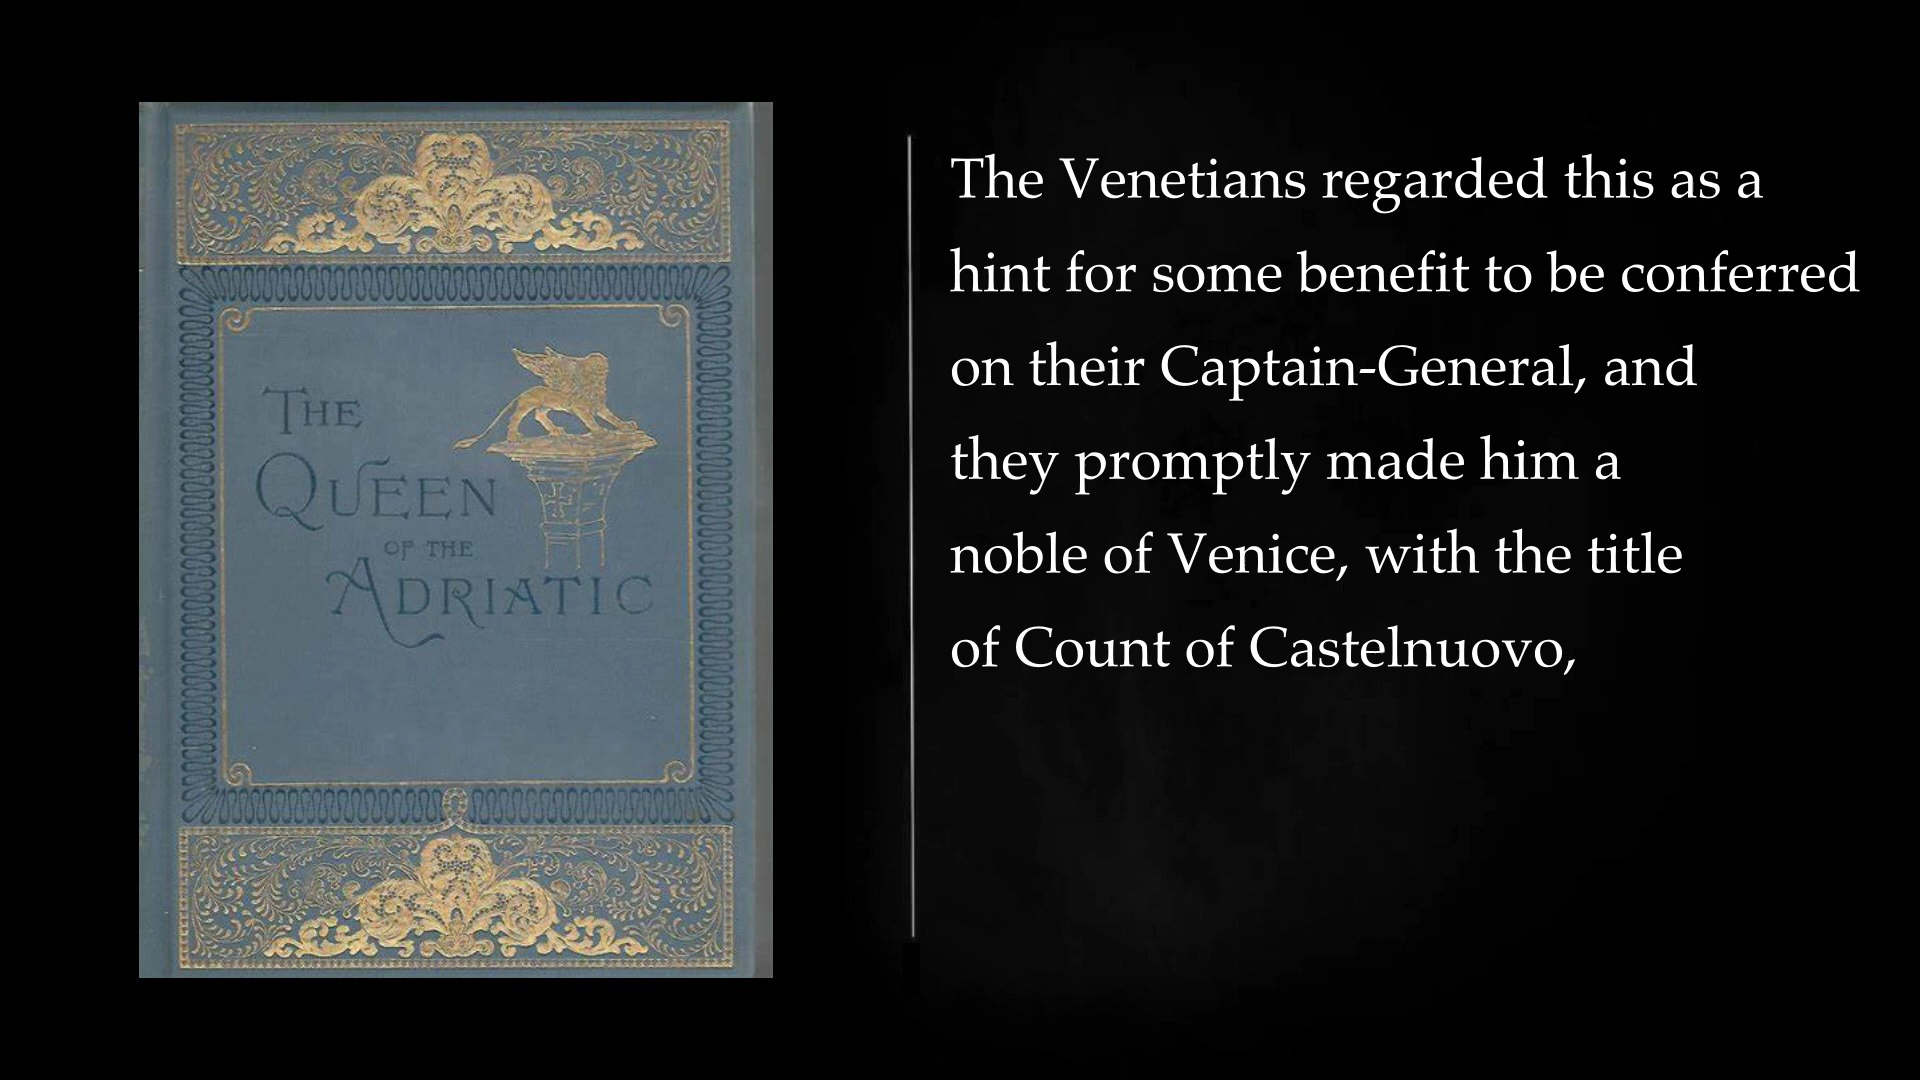 THE
QUEEN
OF THE
ADRIATIC
The Venetians regarded this as a
hint for some benefit to be conferred
on their Captain-General, and
they promptly made him a
noble of Venice, with the title
of Count of Castelnuovo,